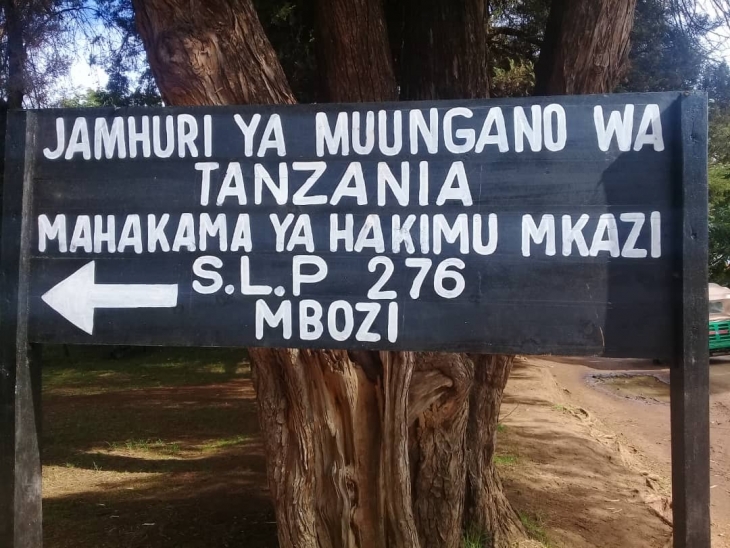 JAMHURI YA MUUNGANO WA
TANZANIA
MAHAKAMA YA HAKIMU MKAZI
S.L.P 276
MBOZI